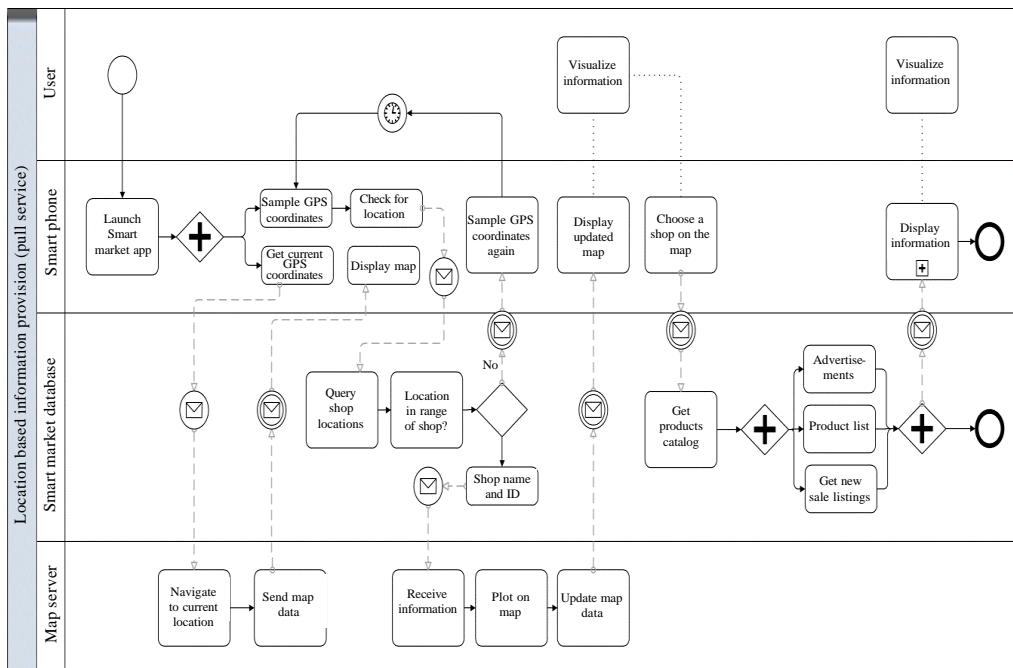 Location based information provision (pull service)
User
Visualize
information
Visualize
information
Smart phone
Launch
Smart
market app
Sample GPS
coordinates
Check for
location
Get current
GPS
coordinates
Display map
Sample GPS
coordinates
again
Display
updated
map
Choose a
shop on the
map
Display
information
Smart market database
Query
shop
locations
Location
in range
of shop?
No
Shop name
and ID
Get
products
catalog
Advertise-
ments
Product list
Get new
sale listings
Map server
Navigate
to current
location
Send map
data
Receive
information
Plot on
map
Update map
data